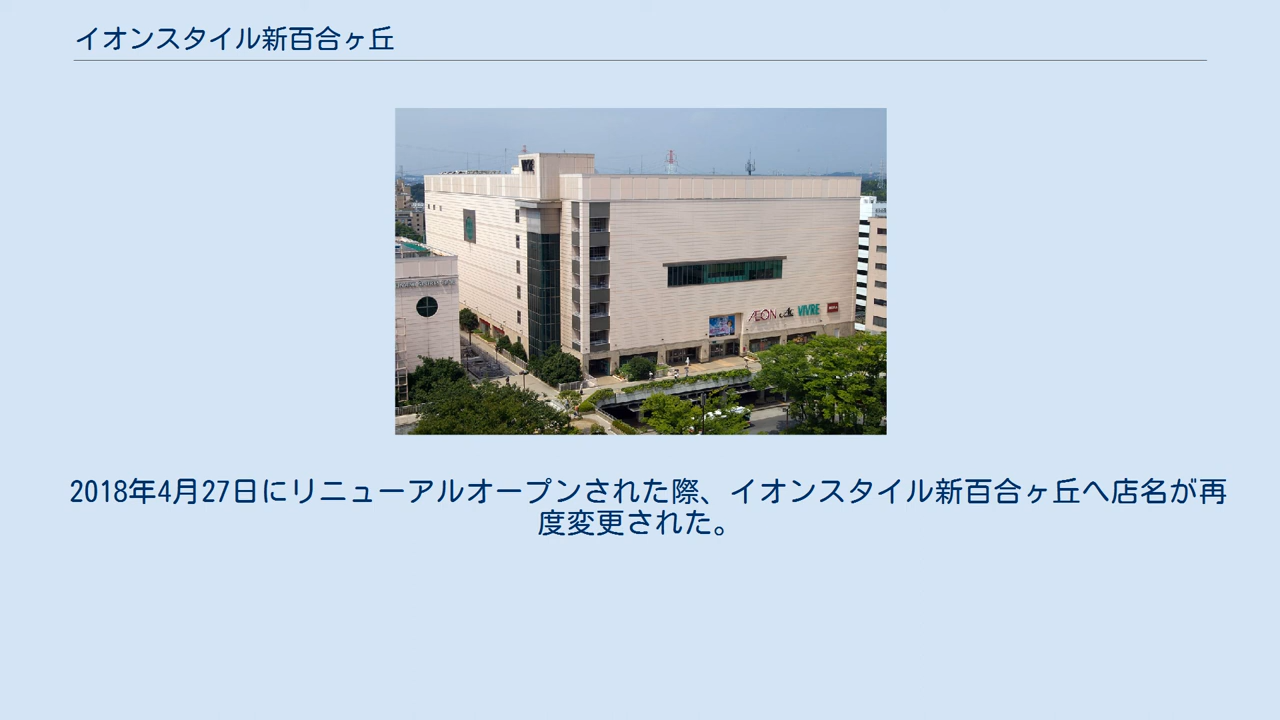 イオンスタイル新百合ヶ丘
ÆON
VIVRE
2018年4月27日にリニューアルオープンされた際、イオンスタイル新百合ヶ丘へ店名が再
度変更された。